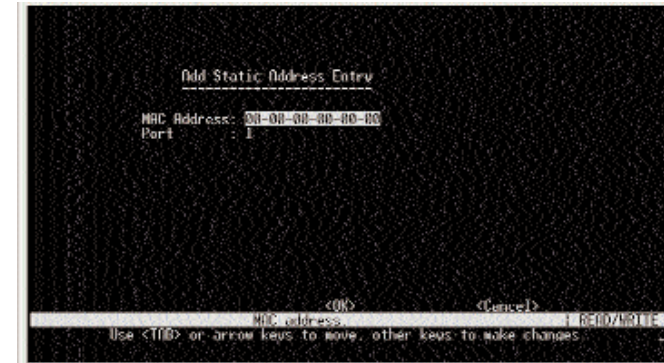 Add Static Address Entry
MAC Address: 00-00-00-00-00-00
Port : 1
<OK> <Cancel>
MAC address. | READ/WRITE
Use <TAB> or arrow keys to move, other keys to make changes